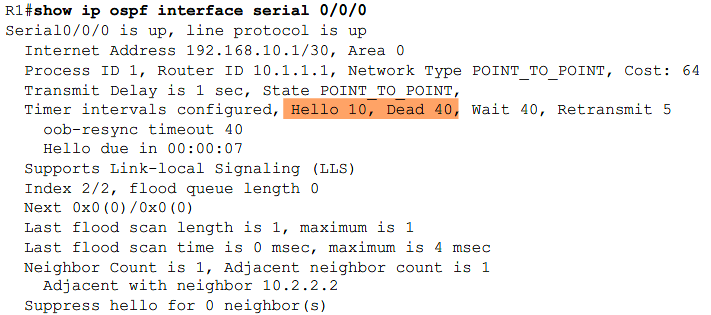 R1#show ip ospf interface serial 0/0/0
Serial0/0/0 is up, line protocol is up
Internet Address 192.168.10.1/30, Area 0
Process ID 1, Router ID 10.1.1.1, Network Type POINT_TO_POINT, Cost: 64
Transmit Delay is 1 sec, State POINT_TO_POINT,
Timer intervals configured, Hello 10, Dead 40, Wait 40, Retransmit 5
oob-resync timeout 40
Hello due in 00:00:07
Supports Link-local Signaling (LLS)
Index 2/2, flood queue length 0
Next 0x0(0)/0x0(0)
Last flood scan length is 1, maximum is 1
Last flood scan time is 0 msec, maximum is 4 msec
Neighbor Count is 1, Adjacent neighbor count is 1
Adjacent with neighbor 10.2.2.2
Suppress hello for 0 neighbor(s)